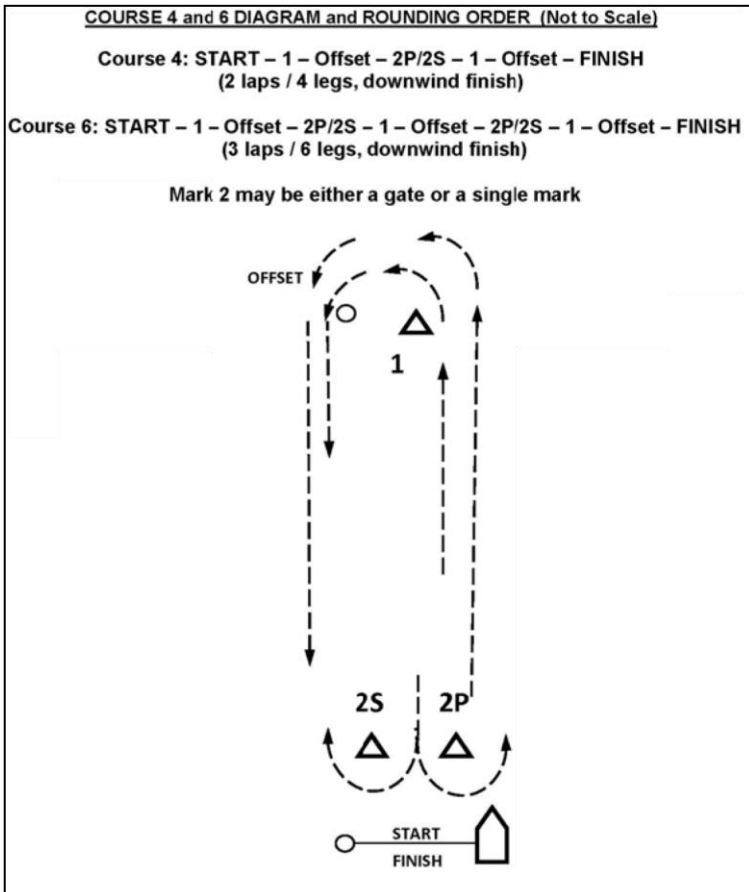 COURSE 4 and 6 DIAGRAM and ROUNDING ORDER (Not to Scale)
Course 4: START – 1 – Offset – 2P/2S – 1 – Offset – FINISH
(2 laps / 4 legs, downwind finish)
Course 6: START – 1 – Offset – 2P/2S – 1 – Offset – 2P/2S – 1 – Offset – FINISH
(3 laps / 6 legs, downwind finish)
Mark 2 may be either a gate or a single mark
OFFSET
1
2S 2P
START
FINISH